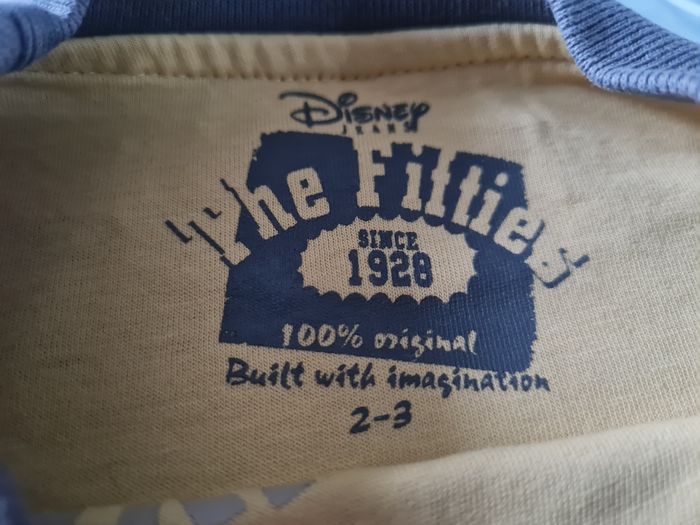 Disney
JEANS
The Fifties
SINCE
1928
100% original
Built with imagination
2-3